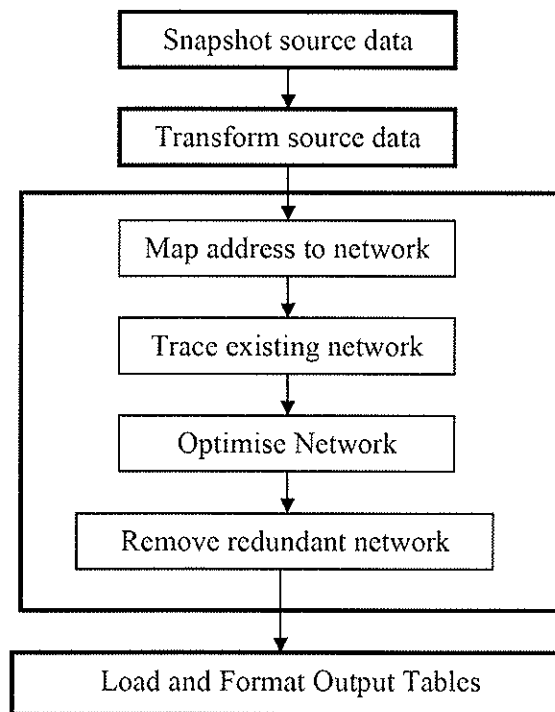 Snapshot source data
Transform source data
Map address to network
Trace existing network
Optimise Network
Remove redundant network
Load and Format Output Tables